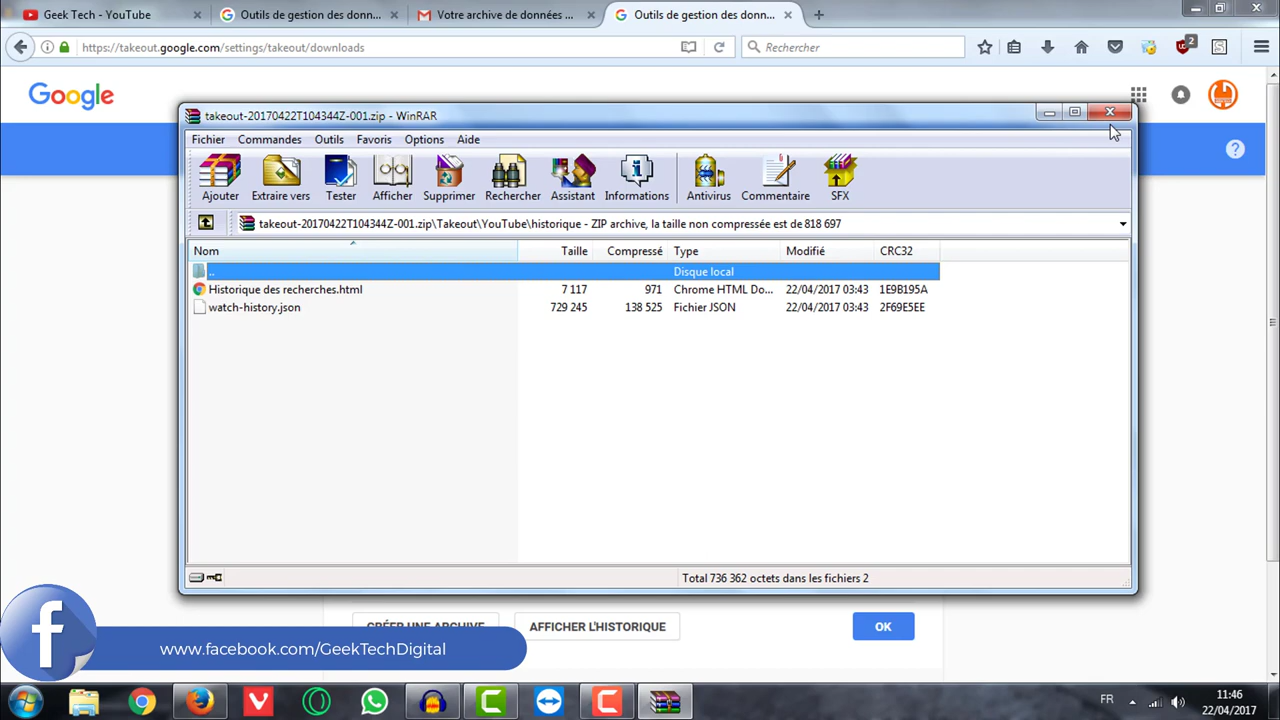 Geek Tech - YouTube
Outils de gestion des donn...
Votre archive de données ...
Outils de gestion des donn...
https://takeout.google.com/settings/takeout/downloads
Rechercher
2
S
Google
takeout-20170422T104344Z-001.zip - WinRAR
Fichier Commandes Outils Favoris Options Aide
Ajouter Extraire vers Tester Afficher Supprimer Rechercher Assistant Informations Antivirus Commentaire SFX
takeout-20170422T104344Z-001.zip\Takeout\YouTube\historique - ZIP archive, la taille non compressée est de 818 697
Nom Taille Compressé Type Modifié CRC32
.. Disque local
Historique des recherches.html 7 117 971 Chrome HTML Do... 22/04/2017 03:43 1E9B195A
watch-history.json 729 245 138 525 Fichier JSON 22/04/2017 03:43 2F69E5EE
Total 736 362 octets dans les fichiers 2
CRÉER UNE ARCHIVE AFFICHER L'HISTORIQUE OK
www.facebook.com/GeekTechDigital
FR 11:46
22/04/2017